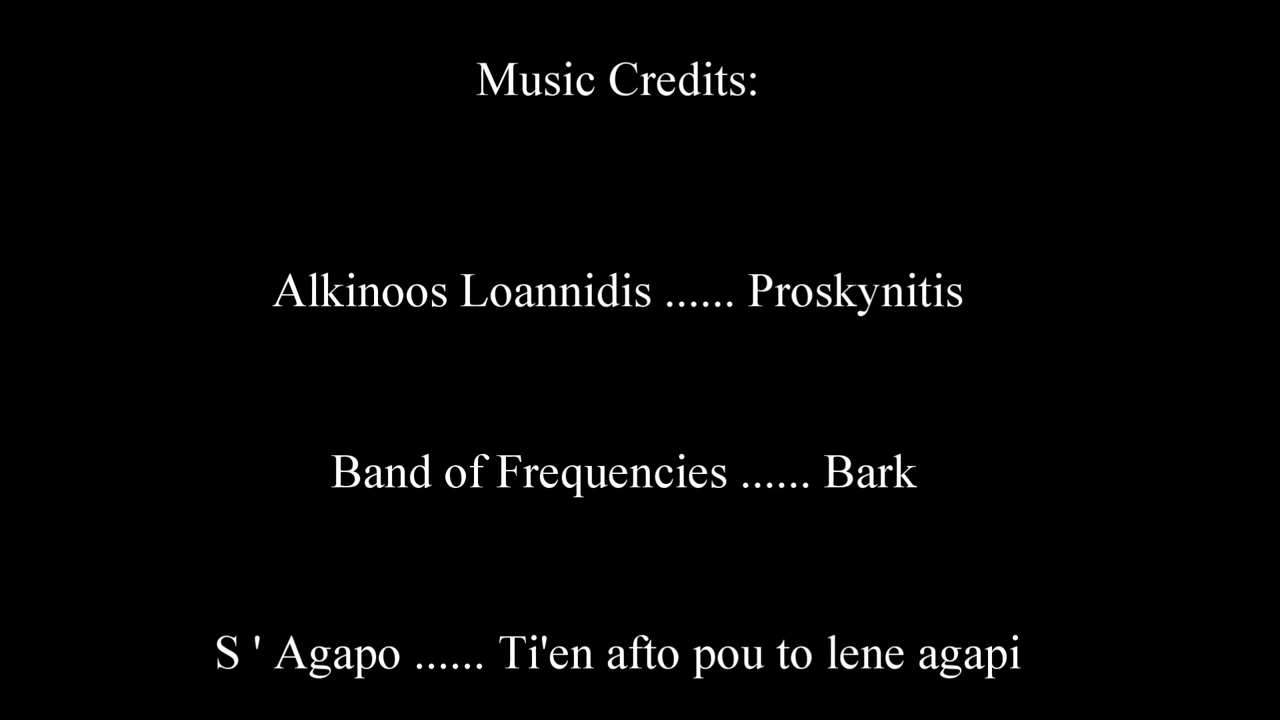 Music Credits:
Alkinoos Loannidis ...... Proskynitis
Band of Frequencies ...... Bark
S ' Agapo ...... Ti'en afto pou to lene agapi